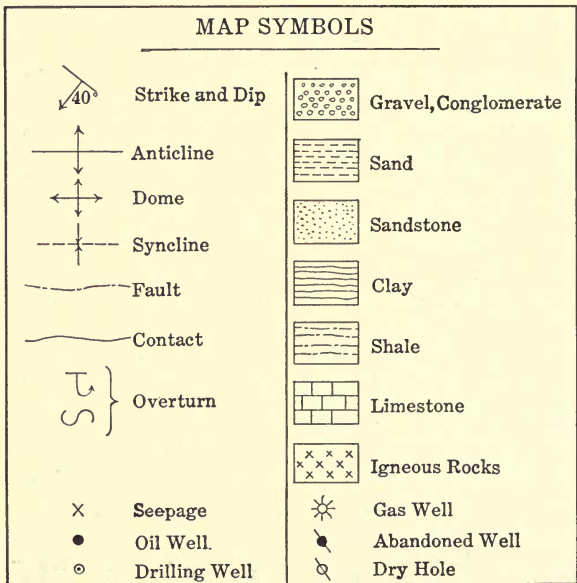 MAP SYMBOLS
40°
Strike and Dip
Anticline
Dome
Syncline
Fault
Contact
Overturn
Seepage
Oil Well.
Drilling Well
Gravel, Conglomerate
Sand
Sandstone
Clay
Shale
Limestone
Igneous Rocks
Gas Well
Abandoned Well
Dry Hole